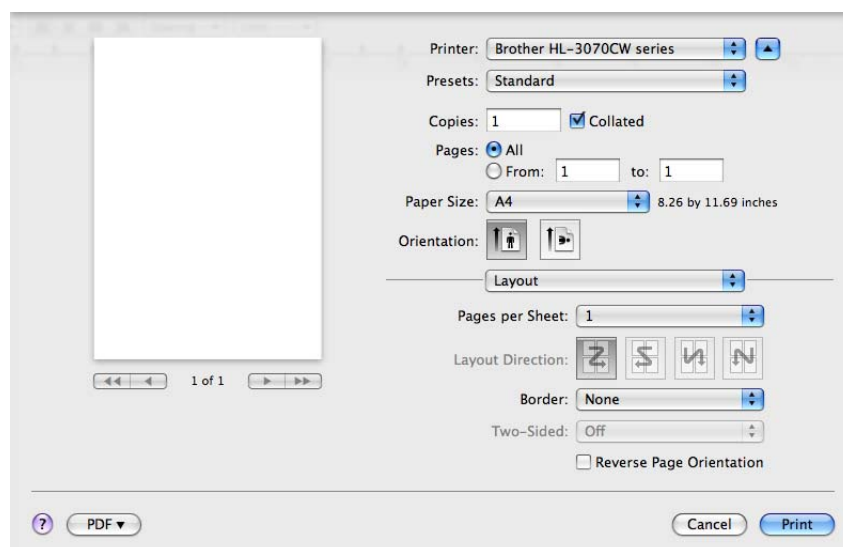 Printer: Brother HL-3070CW series
Presets: Standard
Copies: 1 Collated
Pages: All
From: 1 to: 1
Paper Size: A4 8.26 by 11.69 inches
Orientation:
Layout
Pages per Sheet: 1
Layout Direction:
Border: None
Two-Sided: Off
Reverse Page Orientation
1 of 1
? PDF ▾ Cancel Print